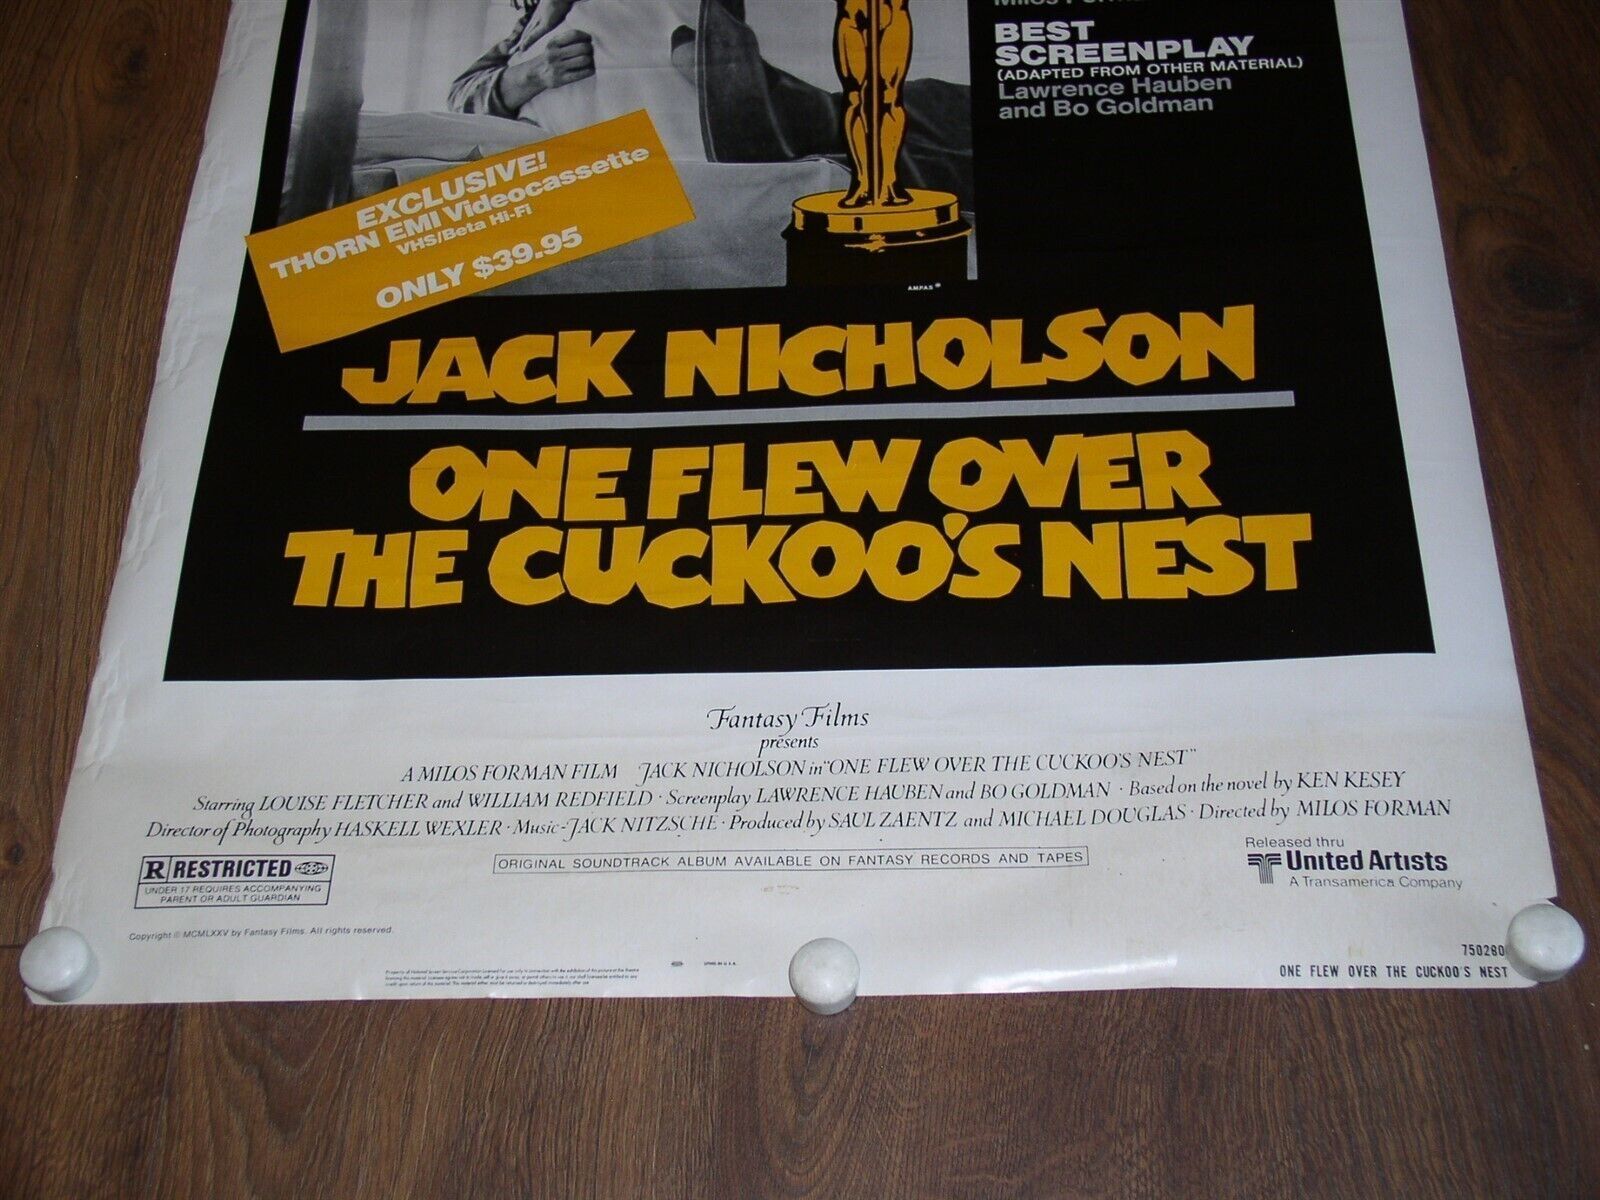 BEST
SCREENPLAY
(ADAPTED FROM OTHER MATERIAL)
Lawrence Hauben
and Bo Goldman
EXCLUSIVE!
THORN EMI Videocassette
VHS/Beta Hi-Fi
ONLY $39.95
AMPAS®
JACK NICHOLSON
ONE FLEW OVER
THE CUCKOO'S NEST
Fantasy Films
presents
A MILOS FORMAN FILM JACK NICHOLSON in "ONE FLEW OVER THE CUCKOO'S NEST"
Starring LOUISE FLETCHER and WILLIAM REDFIELD · Screenplay LAWRENCE HAUBEN and BO GOLDMAN · Based on the novel by KEN KESEY
Director of Photography HASKELL WEXLER · Music-JACK NITZSCHE · Produced by SAUL ZAENTZ and MICHAEL DOUGLAS · Directed by MILOS FORMAN
R RESTRICTED
UNDER 17 REQUIRES ACCOMPANYING
PARENT OR ADULT GUARDIAN
ORIGINAL SOUNDTRACK ALBUM AVAILABLE ON FANTASY RECORDS AND TAPES
Released thru
United Artists
A Transamerica Company
Copyright © MCMLXXV by Fantasy Films. All rights reserved.
750280
ONE FLEW OVER THE CUCKOO'S NEST